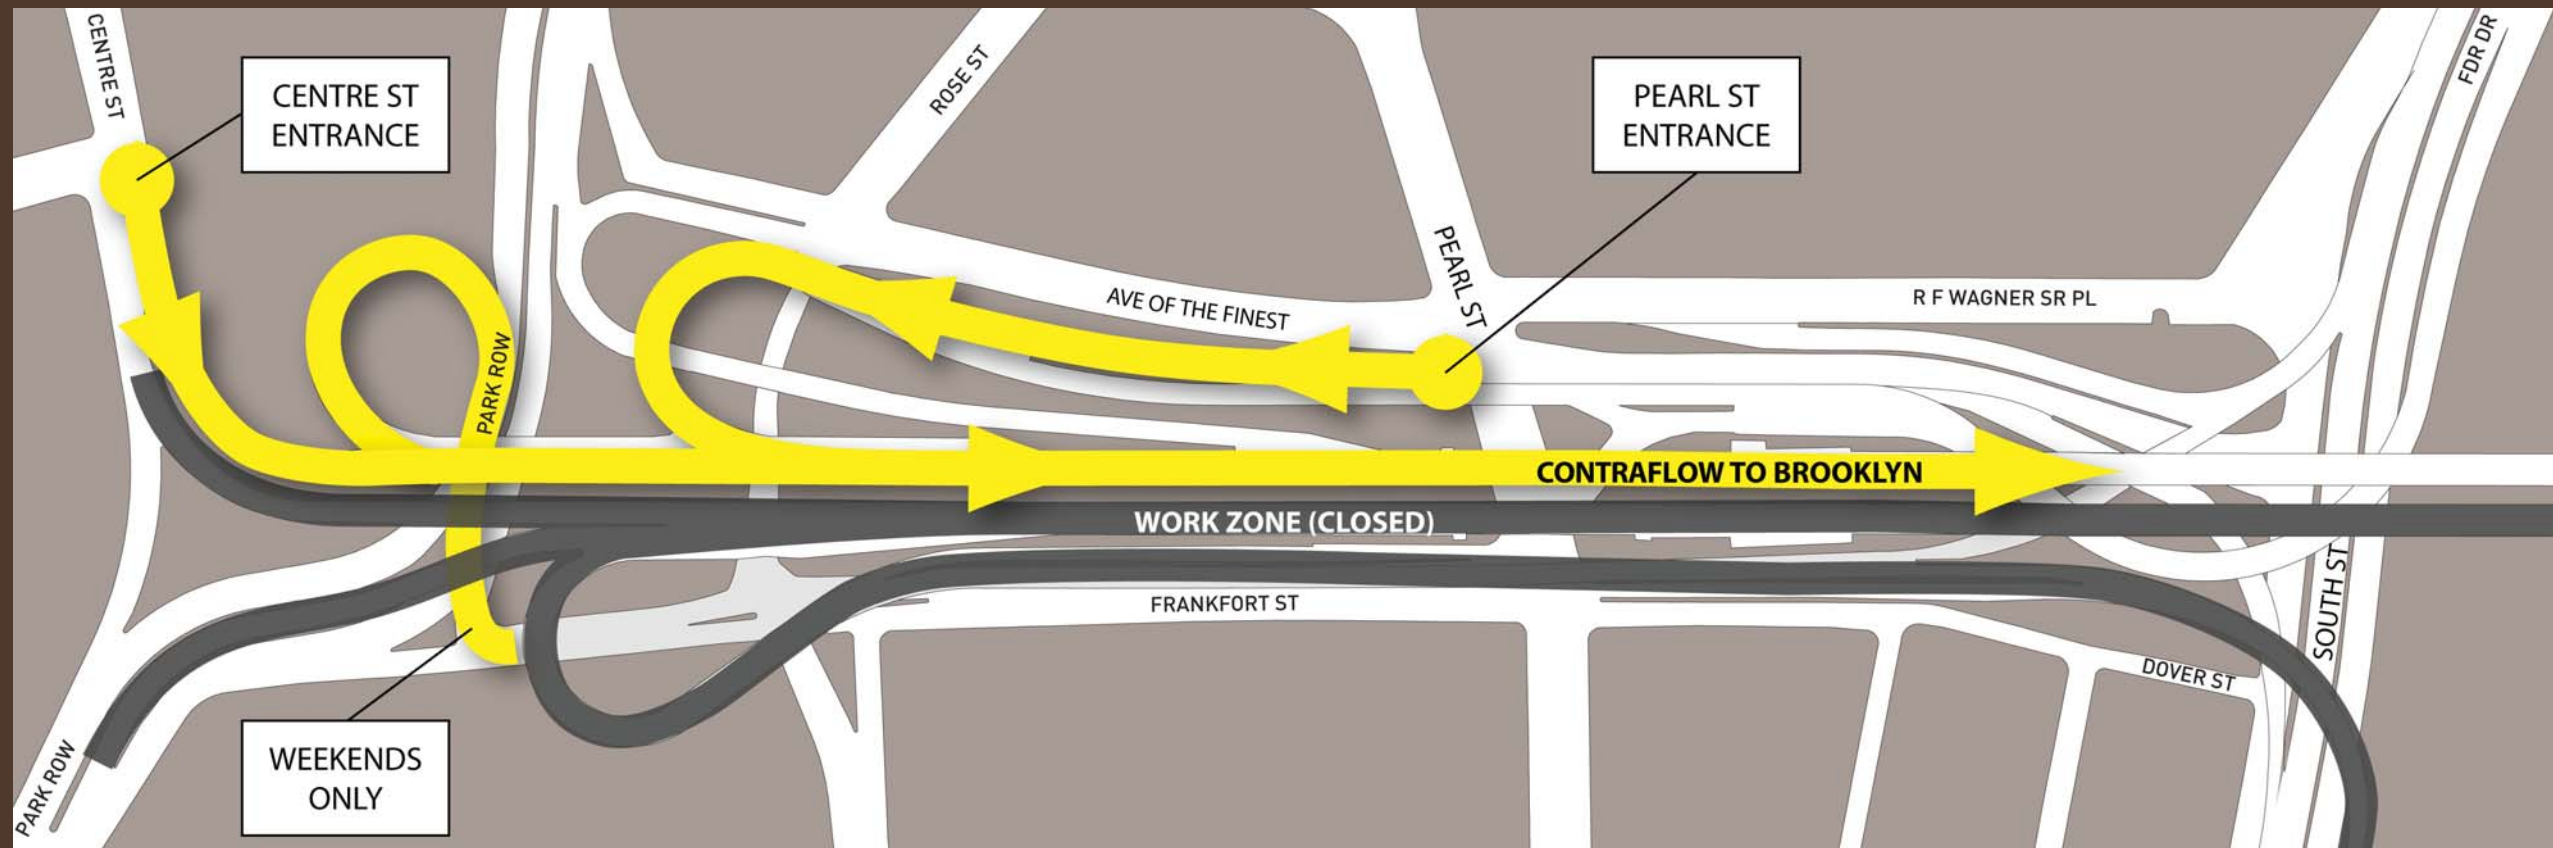 CENTRE ST
CENTRE ST
ENTRANCE
ROSE ST
PEARL ST
ENTRANCE
FDR DR
PEARL ST
AVE OF THE FINEST
R F WAGNER SR PL
PARK ROW
CONTRAFLOW TO BROOKLYN
WORK ZONE (CLOSED)
FRANKFORT ST
SOUTH ST
DOVER ST
WEEKENDS
ONLY
PARK ROW